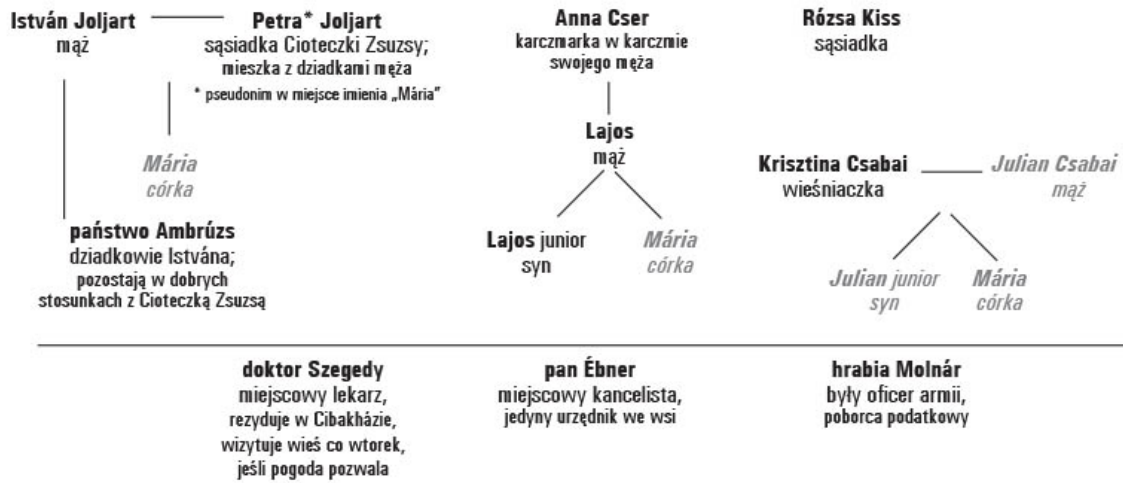 István Joljart
mąż
Petra* Joljart
sąsiadka Cioteczki Zsuzsy;
mieszka z dziadkami męża
* pseudonim w miejsce imienia „Mária”
Mária
córka
państwo Ambrúzs
dziadkowie Istvána;
pozostają w dobrych
stosunkach z Cioteczką Zsuzsą
Anna Cser
karczmarka w karczmie
swojego męża
Lajos
mąż
Lajos junior
syn
Mária
córka
Rózsa Kiss
sąsiadka
Krisztina Csabai
wieśniaczka
Julian Csabai
mąż
Julian junior
syn
Mária
córka
doktor Szegedy
miejscowy lekarz,
rezyduje w Cibakházie,
wizytuje wieś co wtorek,
jeśli pogoda pozwala
pan Ébner
miejscowy kancelista,
jedyny urzędnik we wsi
hrabia Molnár
były oficer armii,
poborca podatkowy